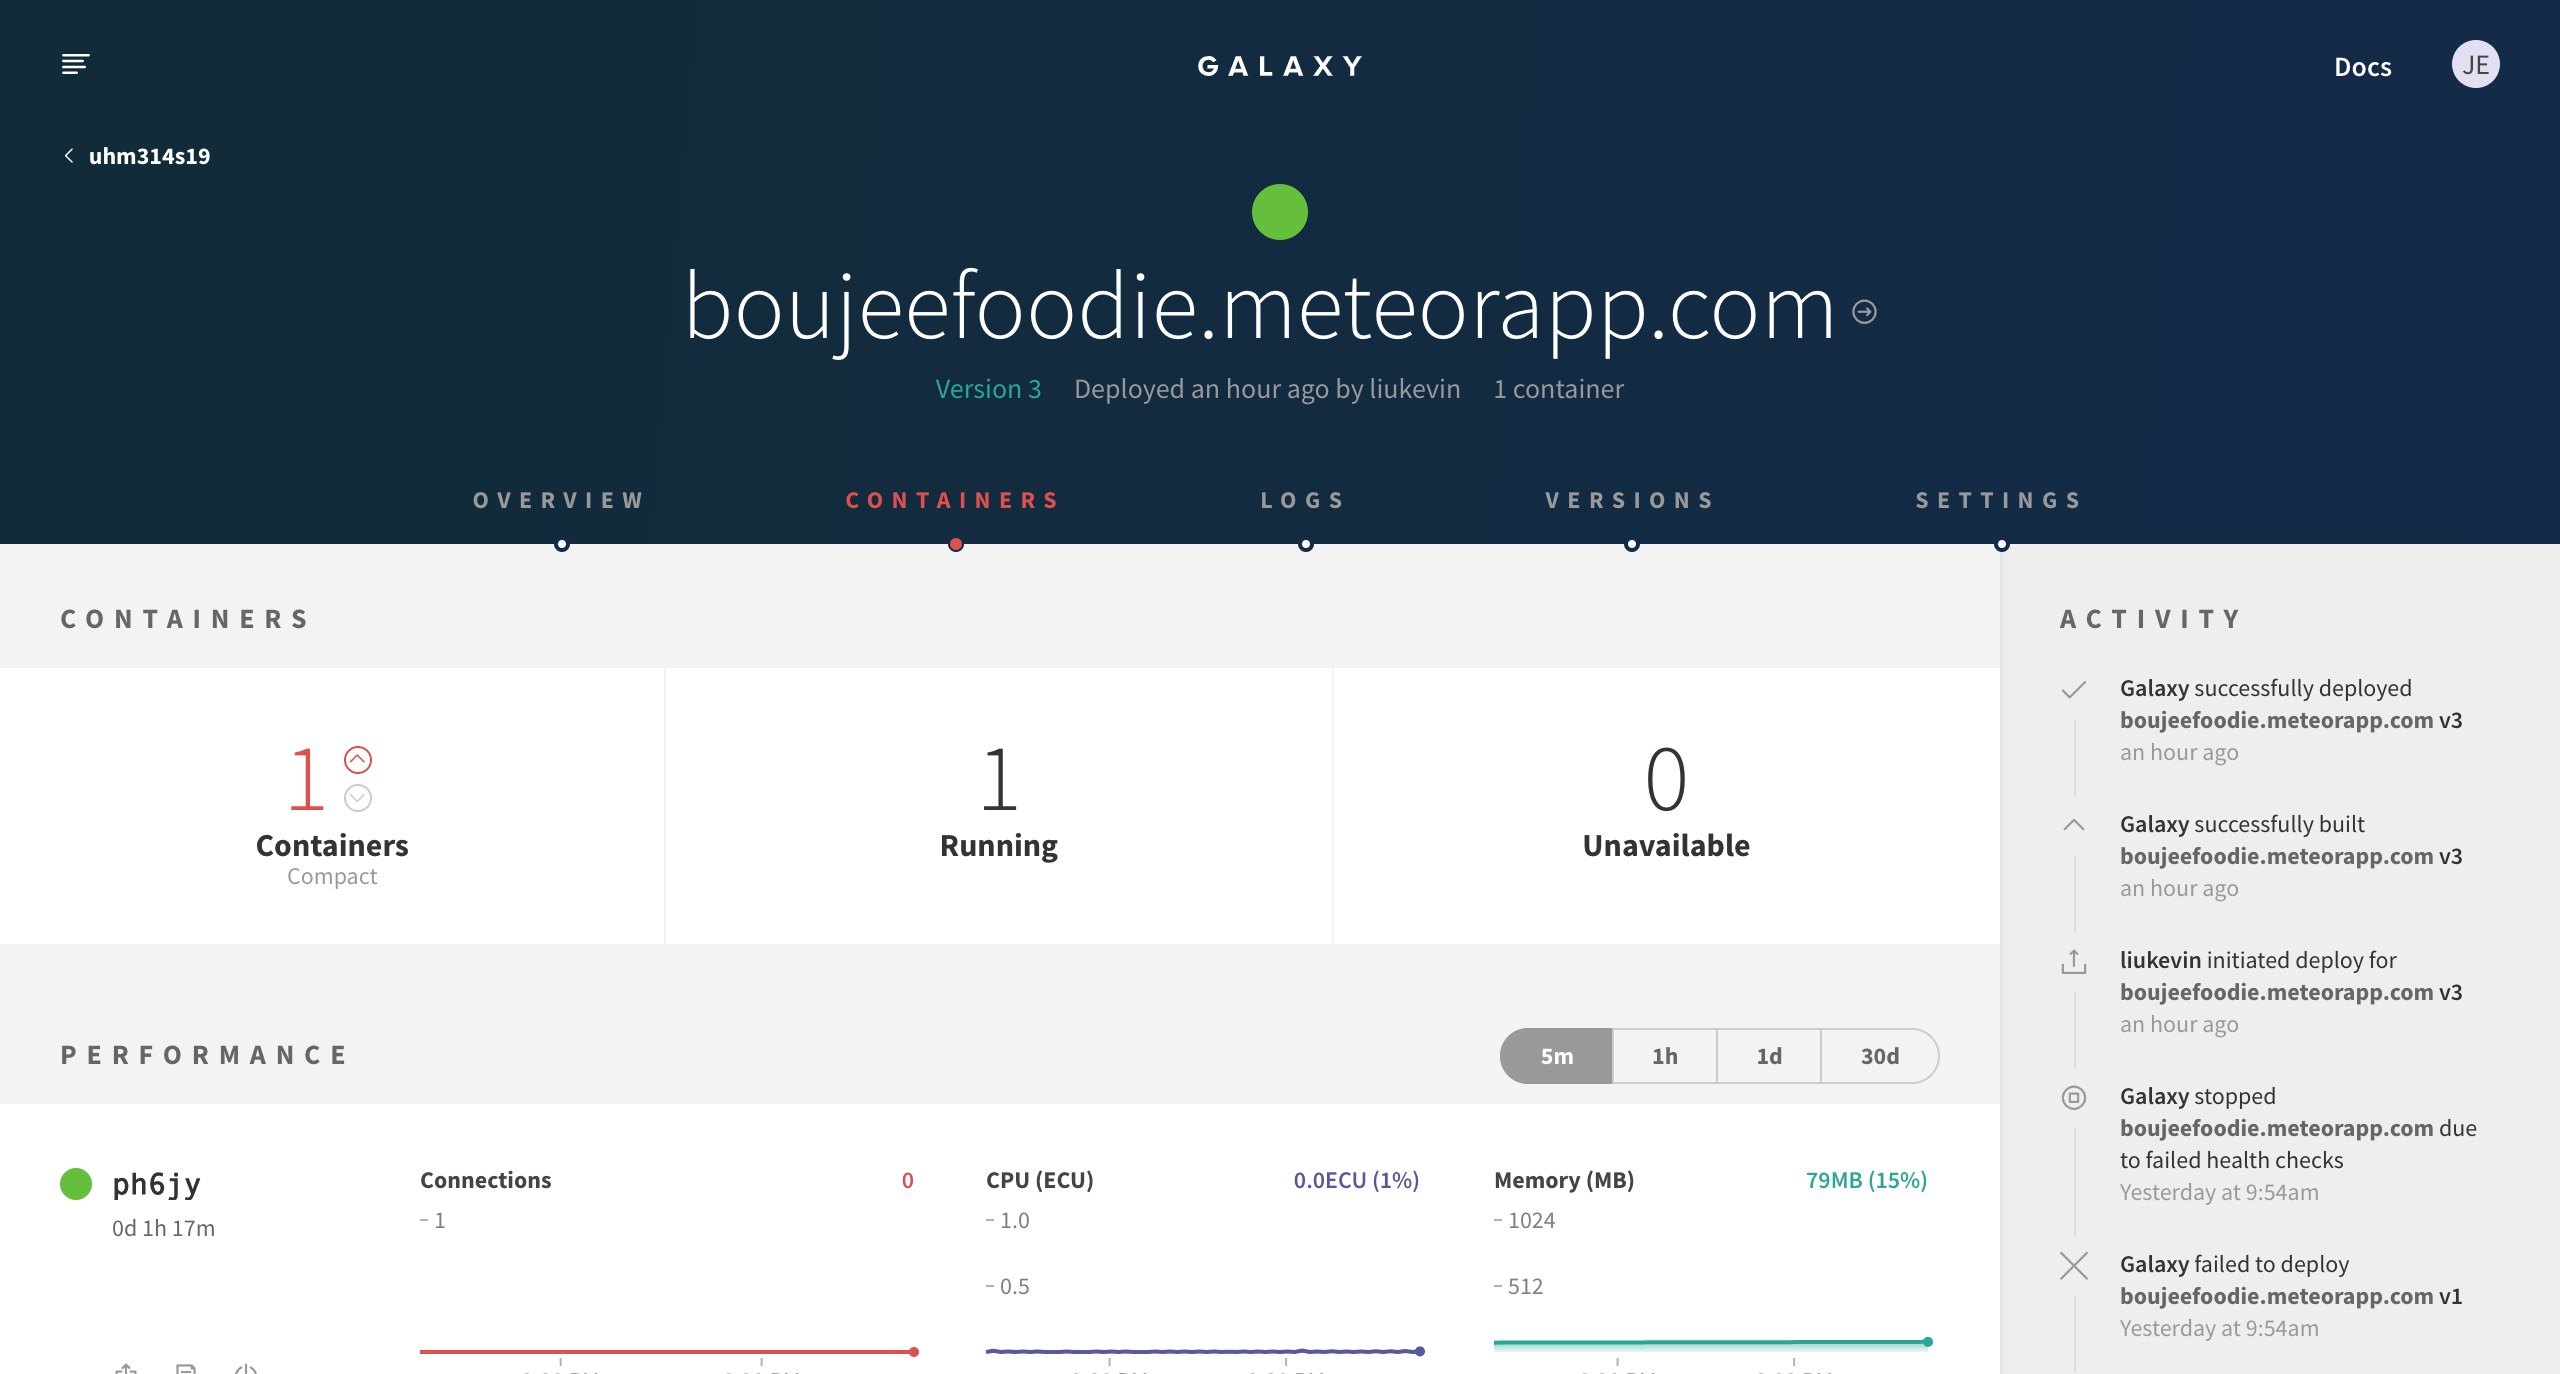 GALAXY
Docs
JE
uhm314s19
boujeefoodie.meteorapp.com
Version 3 Deployed an hour ago by liukevin 1 container
OVERVIEW
CONTAINERS
LOGS
VERSIONS
SETTINGS
CONTAINERS
1
Containers
Compact
1
Running
0
Unavailable
PERFORMANCE
5m
1h
1d
30d
ph6jy
0d 1h 17m
Connections 0
1
CPU (ECU) 0.0ECU (1%)
1.0
0.5
Memory (MB) 79MB (15%)
1024
512
ACTIVITY
Galaxy successfully deployed
boujeefoodie.meteorapp.com v3
an hour ago
Galaxy successfully built
boujeefoodie.meteorapp.com v3
an hour ago
liukevin initiated deploy for
boujeefoodie.meteorapp.com v3
an hour ago
Galaxy stopped
boujeefoodie.meteorapp.com due
to failed health checks
Yesterday at 9:54am
Galaxy failed to deploy
boujeefoodie.meteorapp.com v1
Yesterday at 9:54am